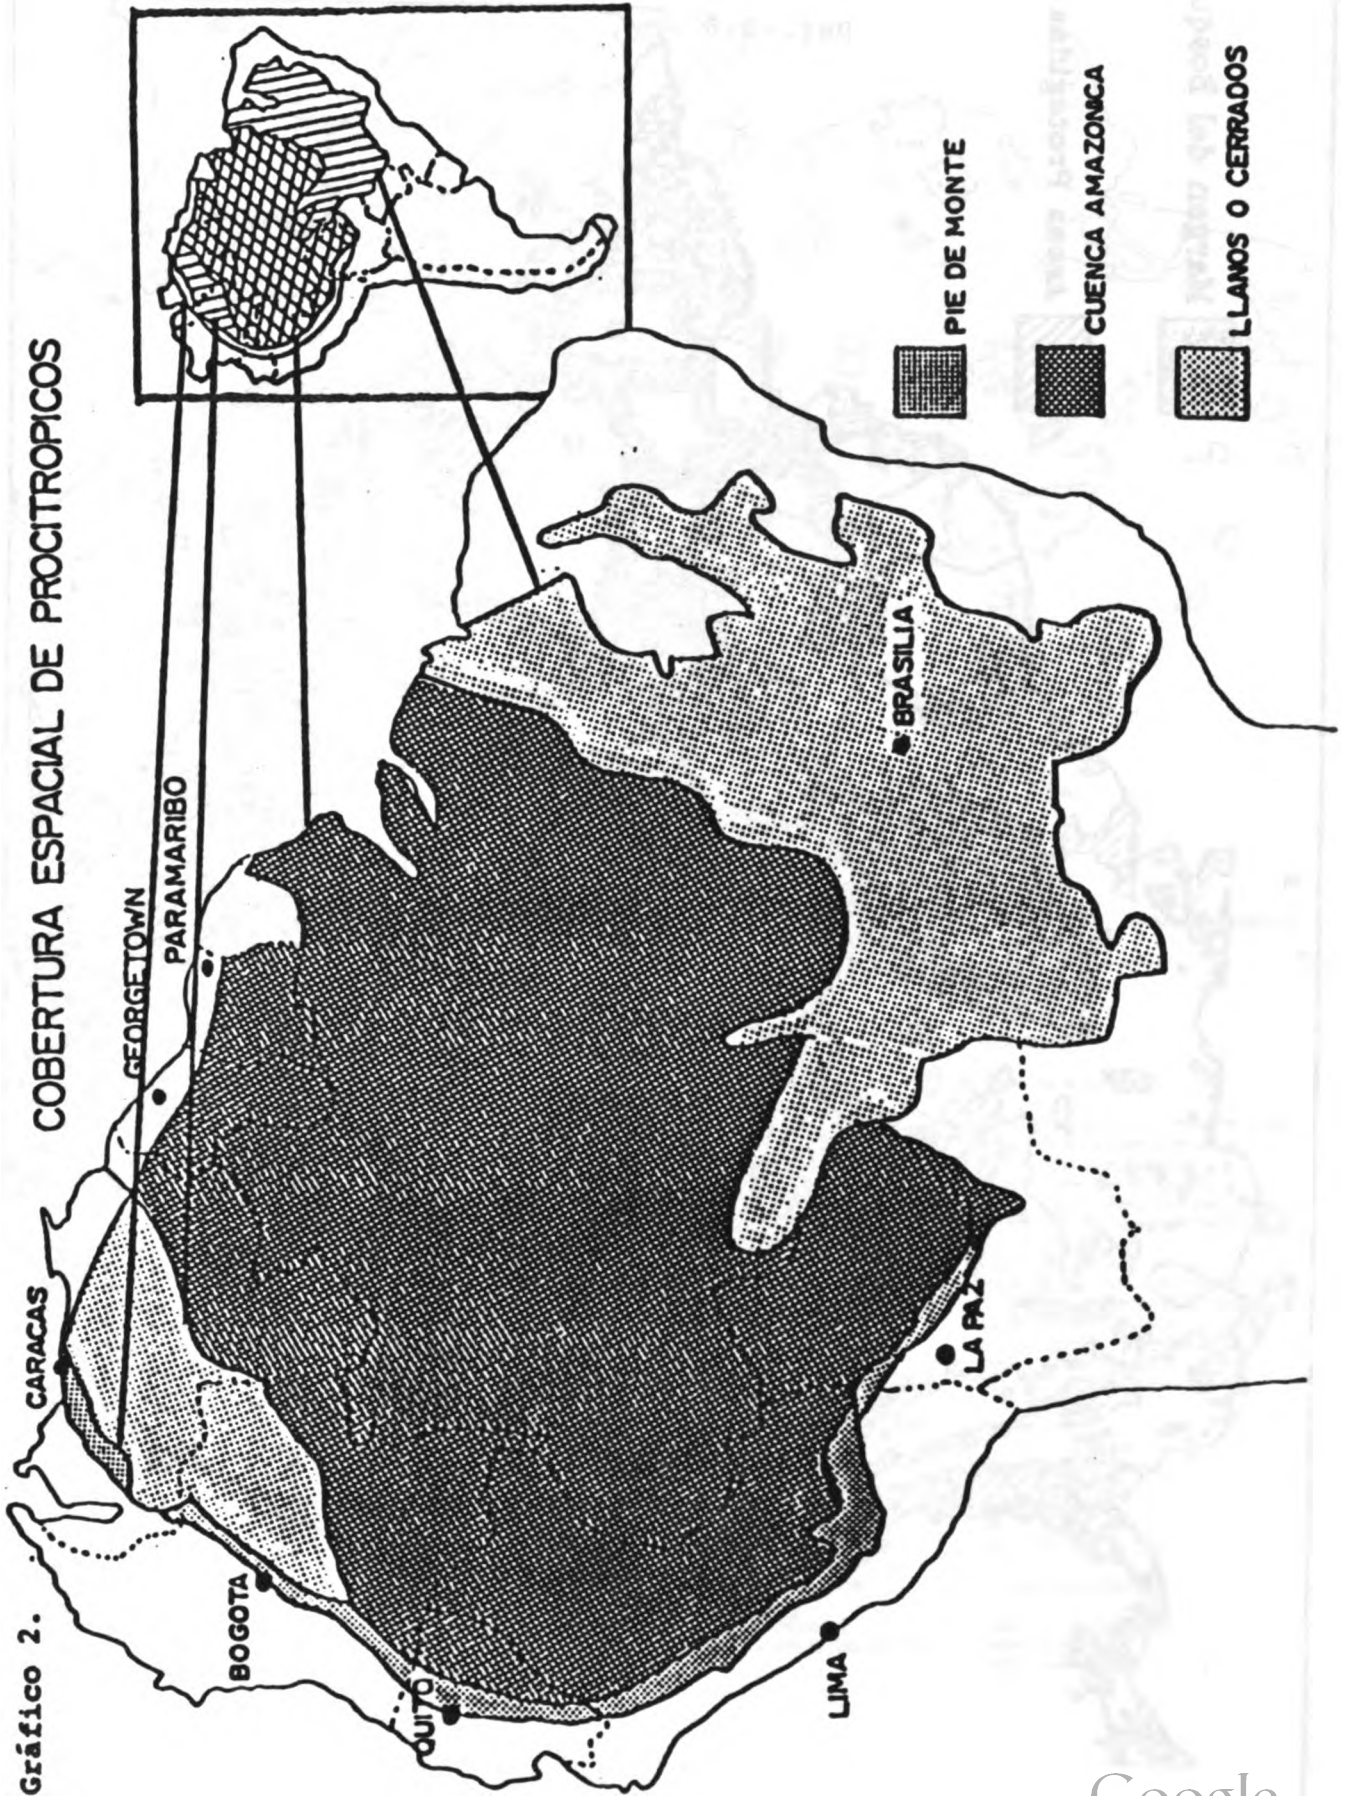 Gráfico 2.
COBERTURA ESPACIAL DE PROCITROPICOS
CARACAS
GEORGETOWN
PARAMARIBO
BOGOTA
QUITO
LIMA
LA PAZ
BRASILIA
PIE DE MONTE
CUENCA AMAZONICA
LLANOS O CERRADOS
Google